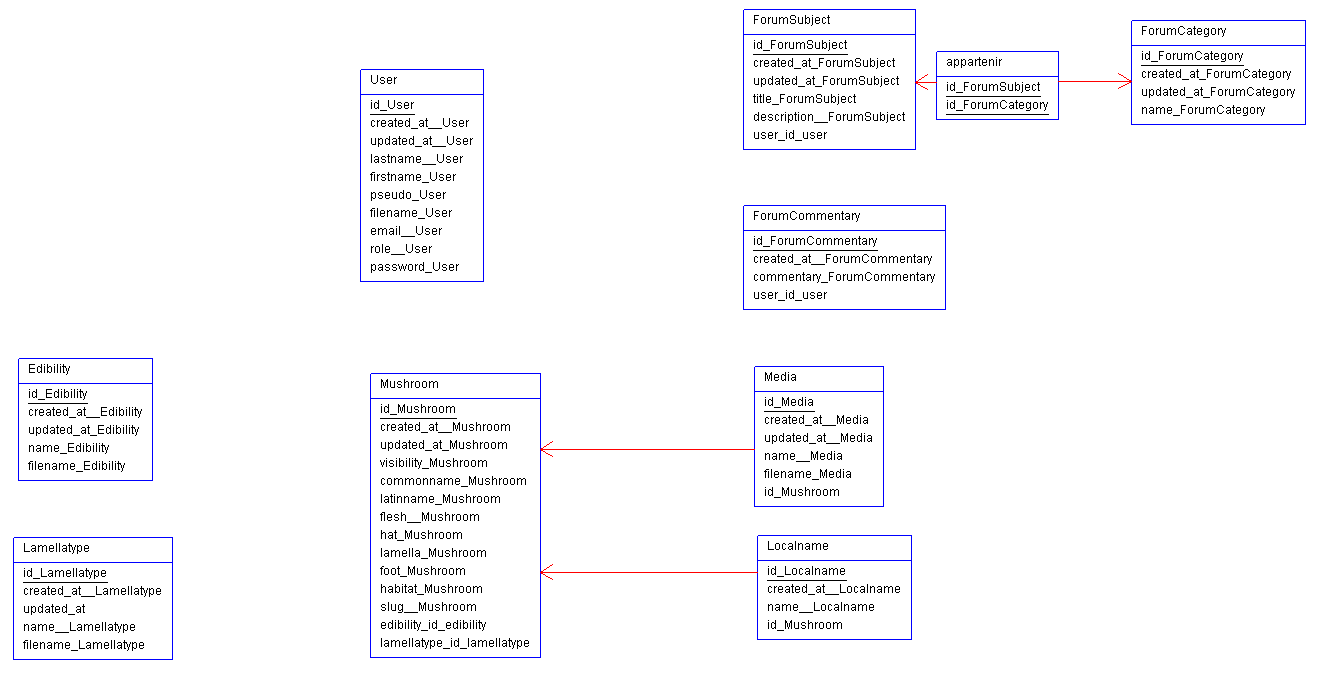 User
id_User
created_at__User
updated_at__User
lastname__User
firstname_User
pseudo_User
filename_User
email__User
role__User
password_User
ForumSubject
id_ForumSubject
created_at_ForumSubject
updated_at_ForumSubject
title_ForumSubject
description__ForumSubject
user_id_user
appartenir
id_ForumSubject
id_ForumCategory
ForumCategory
id_ForumCategory
created_at_ForumCategory
updated_at_ForumCategory
name_ForumCategory
ForumCommentary
id_ForumCommentary
created_at__ForumCommentary
commentary_ForumCommentary
user_id_user
Edibility
id_Edibility
created_at__Edibility
updated_at_Edibility
name_Edibility
filename_Edibility
Mushroom
id_Mushroom
created_at__Mushroom
updated_at_Mushroom
visibility_Mushroom
commonname_Mushroom
latinname_Mushroom
flesh__Mushroom
hat_Mushroom
lamella_Mushroom
foot_Mushroom
habitat_Mushroom
slug__Mushroom
edibility_id_edibility
lamellatype_id_lamellatype
Media
id_Media
created_at__Media
updated_at__Media
name__Media
filename_Media
id_Mushroom
Lamellatype
id_Lamellatype
created_at__Lamellatype
updated_at
name__Lamellatype
filename_Lamellatype
Localname
id_Localname
created_at__Localname
name__Localname
id_Mushroom